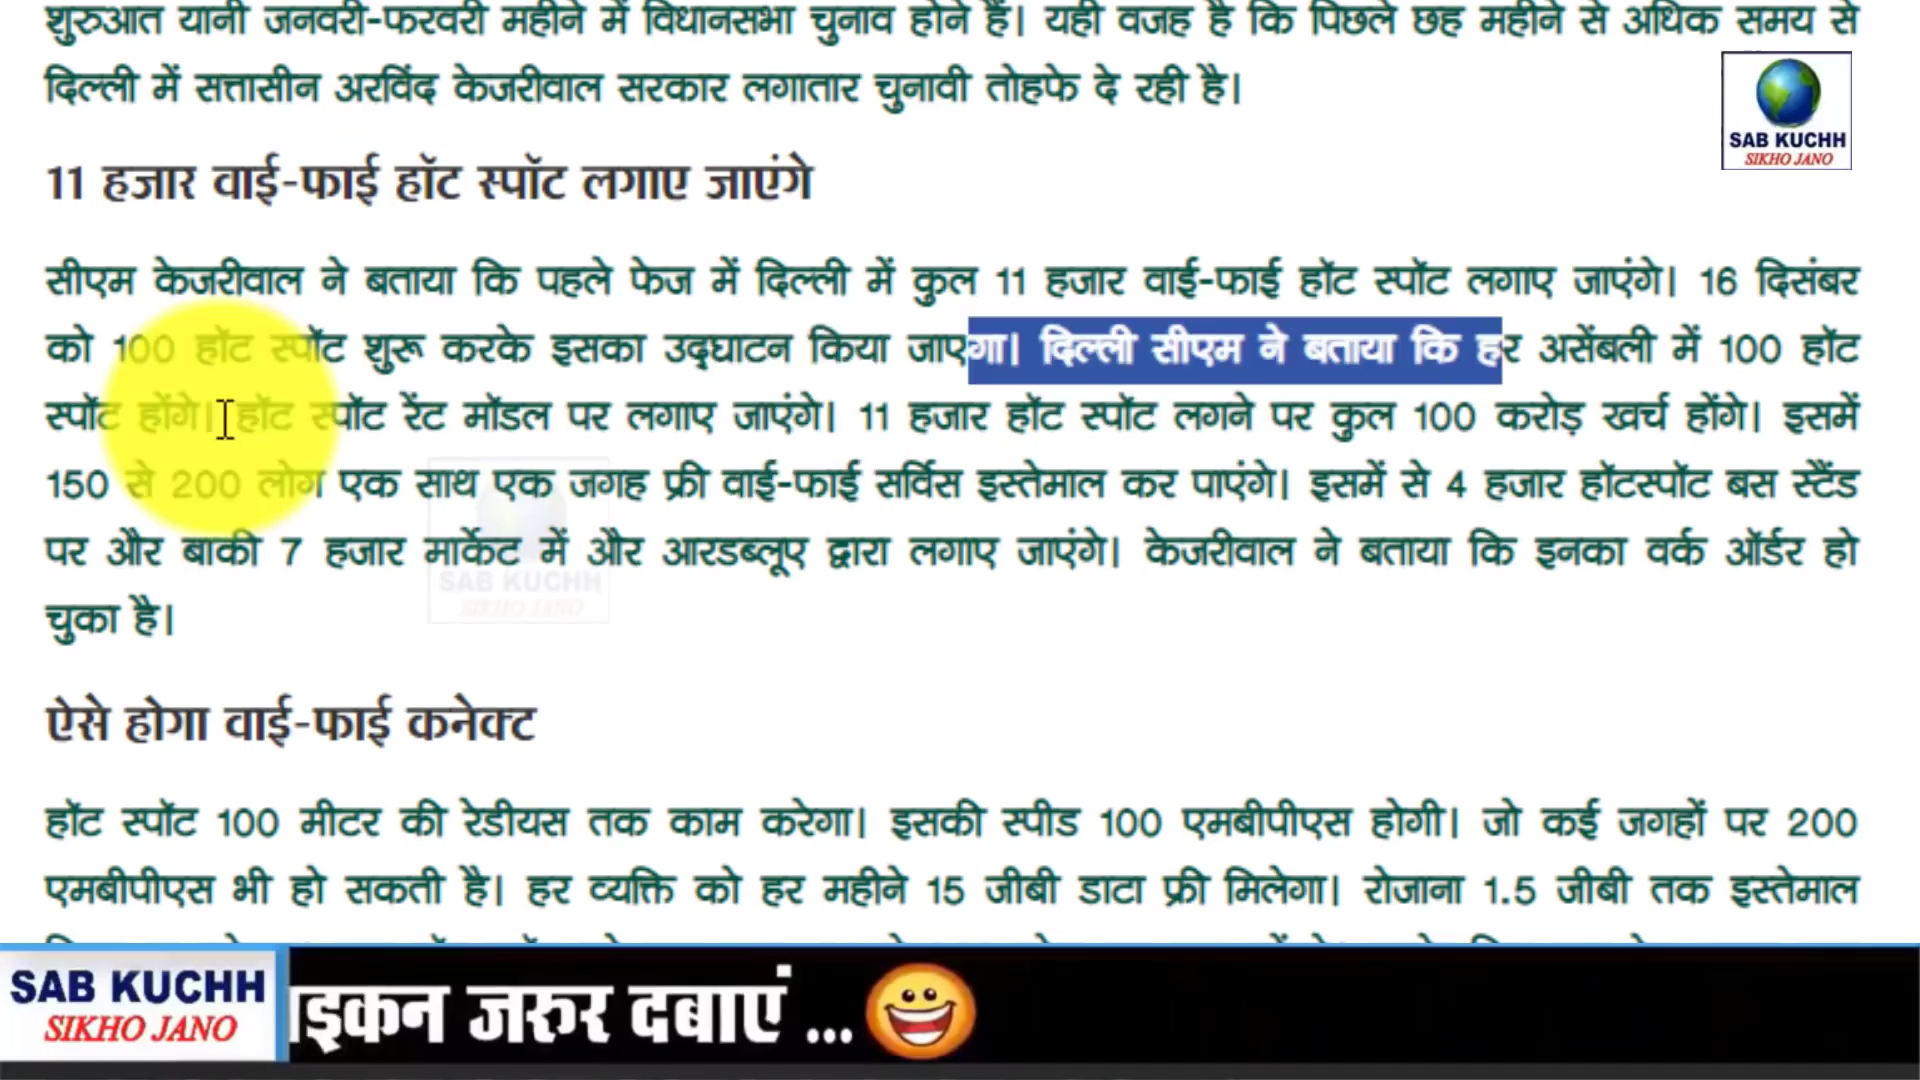 शुरुआत यानी जनवरी-फरवरी महीने में विधानसभा चुनाव होने हैं। यही वजह है कि पिछले छह महीने से अधिक समय से
दिल्ली में सत्तासीन अरविंद केजरीवाल सरकार लगातार चुनावी तोहफे दे रही है।
SAB KUCHH
SIKHO JANO
11 हजार वाई-फाई हॉट स्पॉट लगाए जाएंगे
सीएम केजरीवाल ने बताया कि पहले फेज में दिल्ली में कुल 11 हजार वाई-फाई हॉट स्पॉट लगाए जाएंगे। 16 दिसंबर
को 100 हॉट स्पॉट शुरू करके इसका उद्घाटन किया जाएगा। दिल्ली सीएम ने बताया कि हर असेंबली में 100 हॉट
स्पॉट होंगे। हॉट स्पॉट रेंट मॉडल पर लगाए जाएंगे। 11 हजार हॉट स्पॉट लगने पर कुल 100 करोड़ खर्च होंगे। इसमें
150 से 200 लोग एक साथ एक जगह फ्री वाई-फाई सर्विस इस्तेमाल कर पाएंगे। इसमें से 4 हजार हॉटस्पॉट बस स्टैंड
पर और बाकी 7 हजार मार्केट में और आरडब्लूए द्वारा लगाए जाएंगे। केजरीवाल ने बताया कि इनका वर्क ऑर्डर हो
चुका है।
SAB KUCHH
SIKHO JANO
ऐसे होगा वाई-फाई कनेक्ट
हॉट स्पॉट 100 मीटर की रेडीयस तक काम करेगा। इसकी स्पीड 100 एमबीपीएस होगी। जो कई जगहों पर 200
एमबीपीएस भी हो सकती है। हर व्यक्ति को हर महीने 15 जीबी डाटा फ्री मिलेगा। रोजाना 1.5 जीबी तक इस्तेमाल
SAB KUCHH
SIKHO JANO
जरुर दबाएं ...